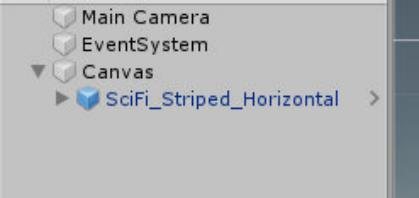 Main Camera
EventSystem
Canvas
SciFi_Striped_Horizontal